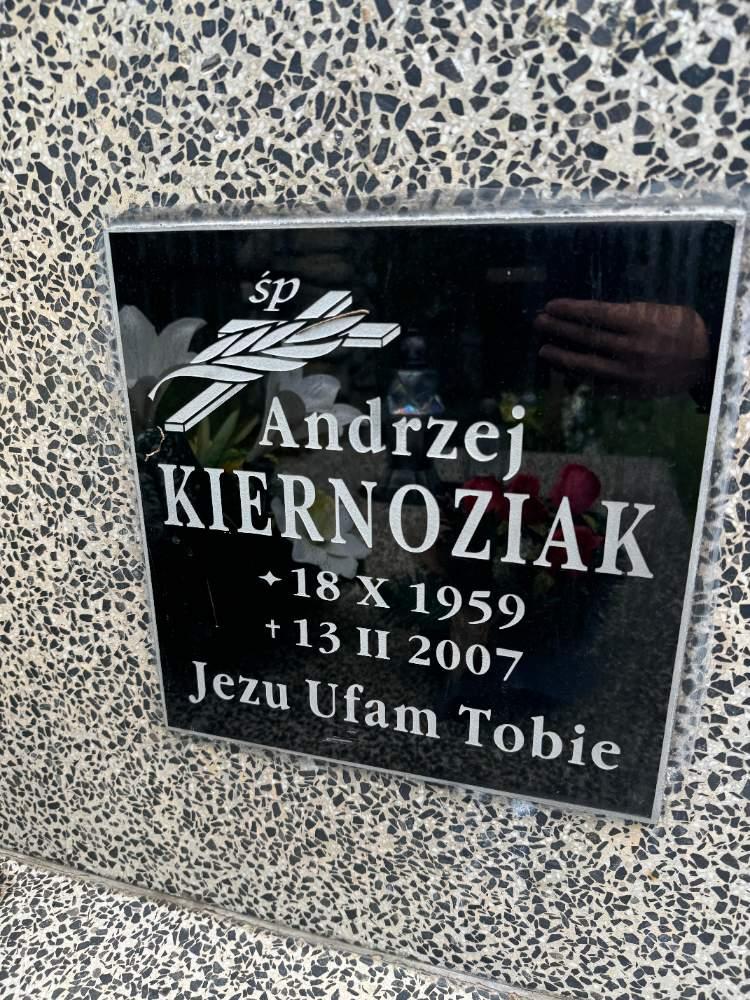 śp
Andrzej
KIERNOZIAK
✦ 18 X 1959
✝ 13 II 2007
Jezu Ufam Tobie